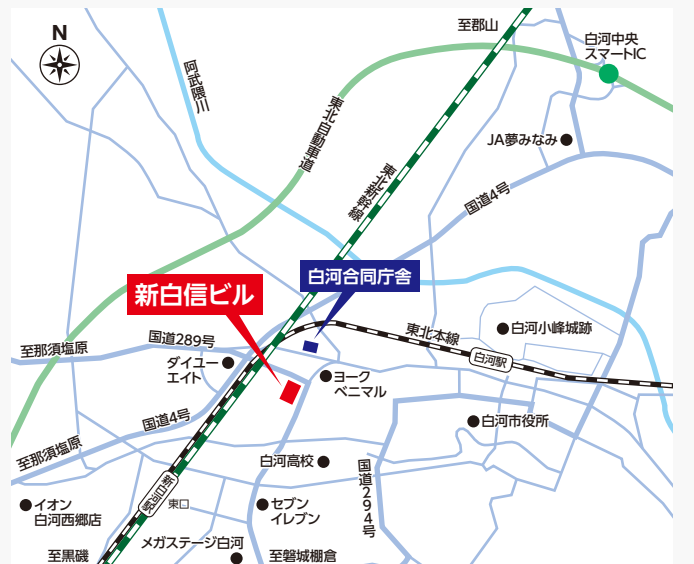 N
至郡山
白河中央
スマートIC
阿武隈川
東北自動車道
JA夢みなみ
東北新幹線
国道4号
新白信ビル
白河合同庁舎
国道289号
至那須塩原
東北本線
白河小峰城跡
白河駅
ダイユー
エイト
ヨーク
ベニマル
国道4号
白河市役所
至那須塩原
白河高校
国道294号
新白河駅
東口
イオン
白河西郷店
セブン
イレブン
メガステージ白河
至黒磯
至磐城棚倉